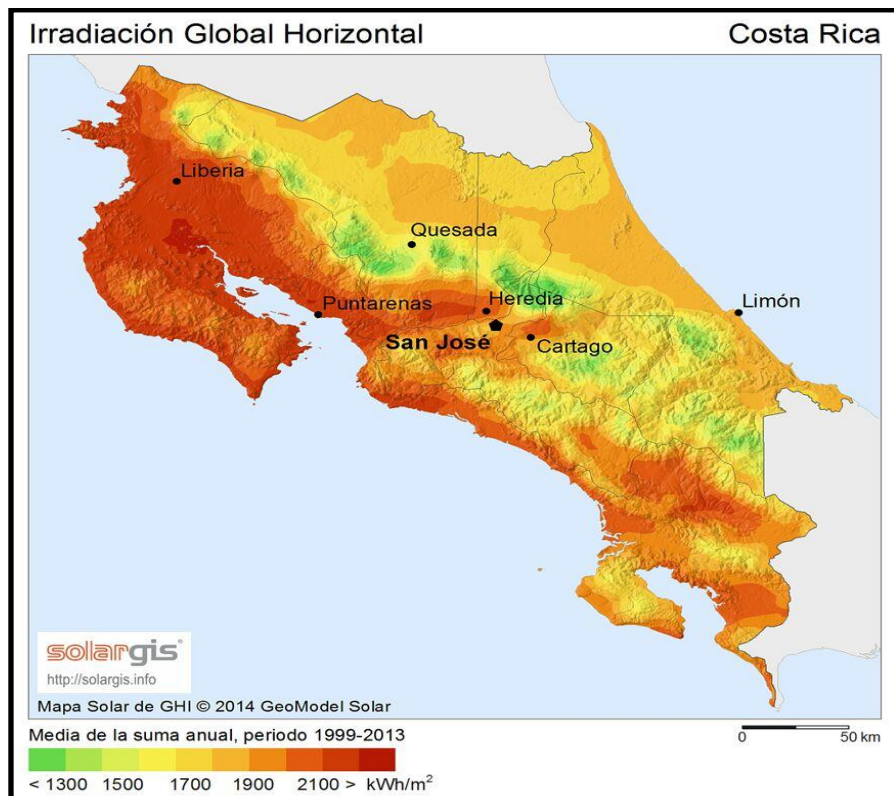 Irradiación Global Horizontal
Costa Rica
Liberia
Quesada
Puntarenas
Heredia
Limón
San José
Cartago
solargis
http://solargis.info
Mapa Solar de GHI © 2014 GeoModel Solar
Media de la suma anual, periodo 1999-2013
0 50 km
< 1300 1500 1700 1900 2100 > kWh/m²